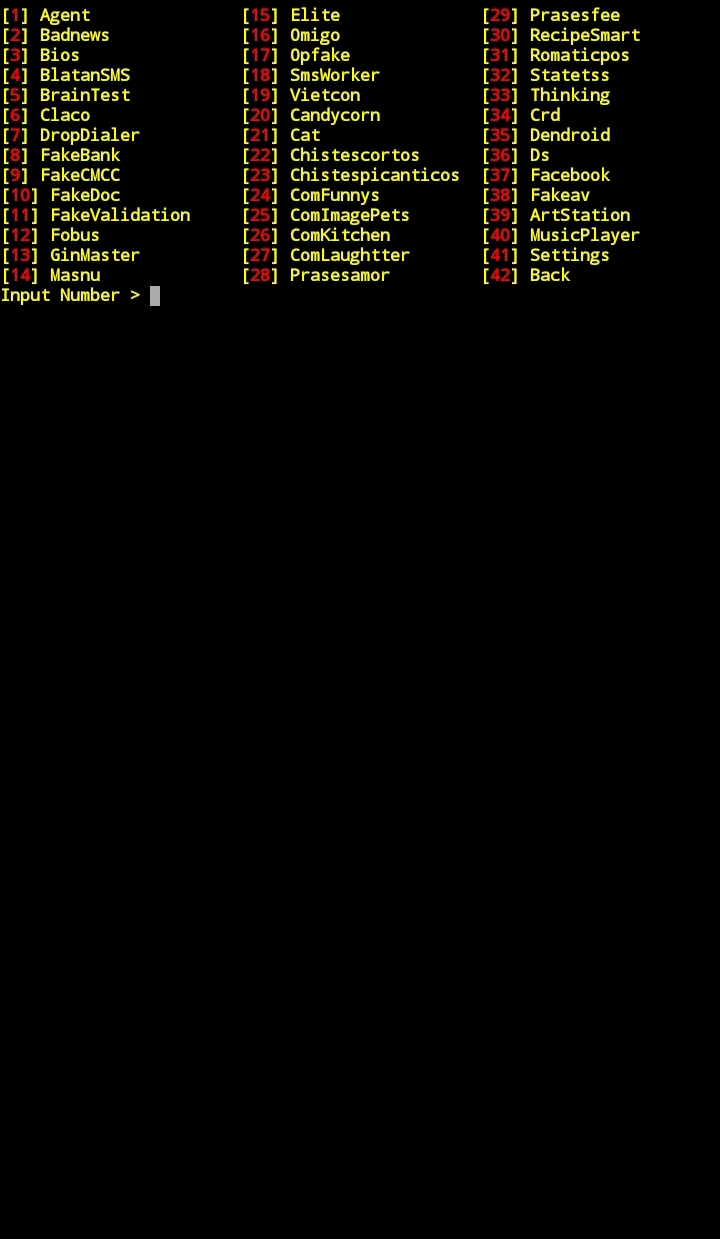 [1] Agent [15] Elite [29] Prasesfee
[2] Badnews [16] Omigo [30] RecipeSmart
[3] Bios [17] Opfake [31] Romaticpos
[4] BlatanSMS [18] SmsWorker [32] Statetss
[5] BrainTest [19] Vietcon [33] Thinking
[6] Claco [20] Candycorn [34] Crd
[7] DropDialer [21] Cat [35] Dendroid
[8] FakeBank [22] Chistescortos [36] Ds
[9] FakeCMCC [23] Chistespicanticos [37] Facebook
[10] FakeDoc [24] ComFunnys [38] Fakeav
[11] FakeValidation [25] ComImagePets [39] ArtStation
[12] Fobus [26] ComKitchen [40] MusicPlayer
[13] GinMaster [27] ComLaughtter [41] Settings
[14] Masnu [28] Prasesamor [42] Back
Input Number >